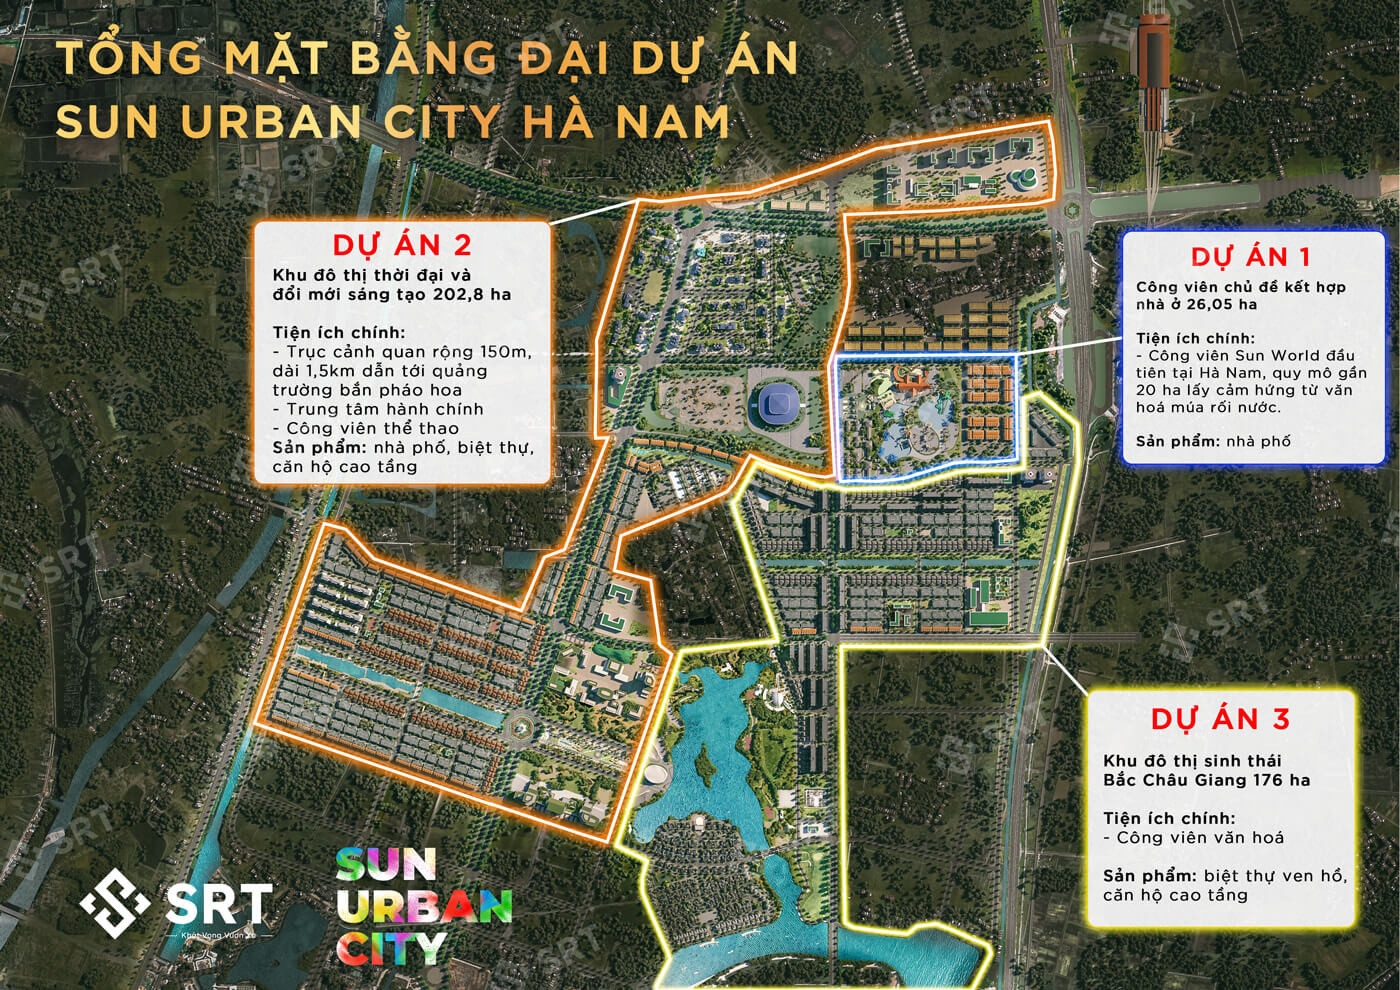 TỔNG MẶT BẰNG ĐẠI DỰ ÁN
SUN URBAN CITY HÀ NAM
DỰ ÁN 2
Khu đô thị thời đại và
đổi mới sáng tạo 202,8 ha
Tiện ích chính:
- Trục cảnh quan rộng 150m,
dài 1,5km dẫn tới quảng
trường bắn pháo hoa
- Trung tâm hành chính
- Công viên thể thao
Sản phẩm: nhà phố, biệt thự,
căn hộ cao tầng
DỰ ÁN 1
Công viên chủ đề kết hợp
nhà ở 26,05 ha
Tiện ích chính:
- Công viên Sun World đầu
tiên tại Hà Nam, quy mô gần
20 ha lấy cảm hứng từ văn
hoá múa rối nước.
Sản phẩm: nhà phố
DỰ ÁN 3
Khu đô thị sinh thái
Bắc Châu Giang 176 ha
Tiện ích chính:
- Công viên văn hoá
Sản phẩm: biệt thự ven hồ,
căn hộ cao tầng
SRT
Khát Vọng Vươn Xa
SUN
URBAN
CITY
SRT
SRT
SRT
SRT
SRT
SRT
SRT